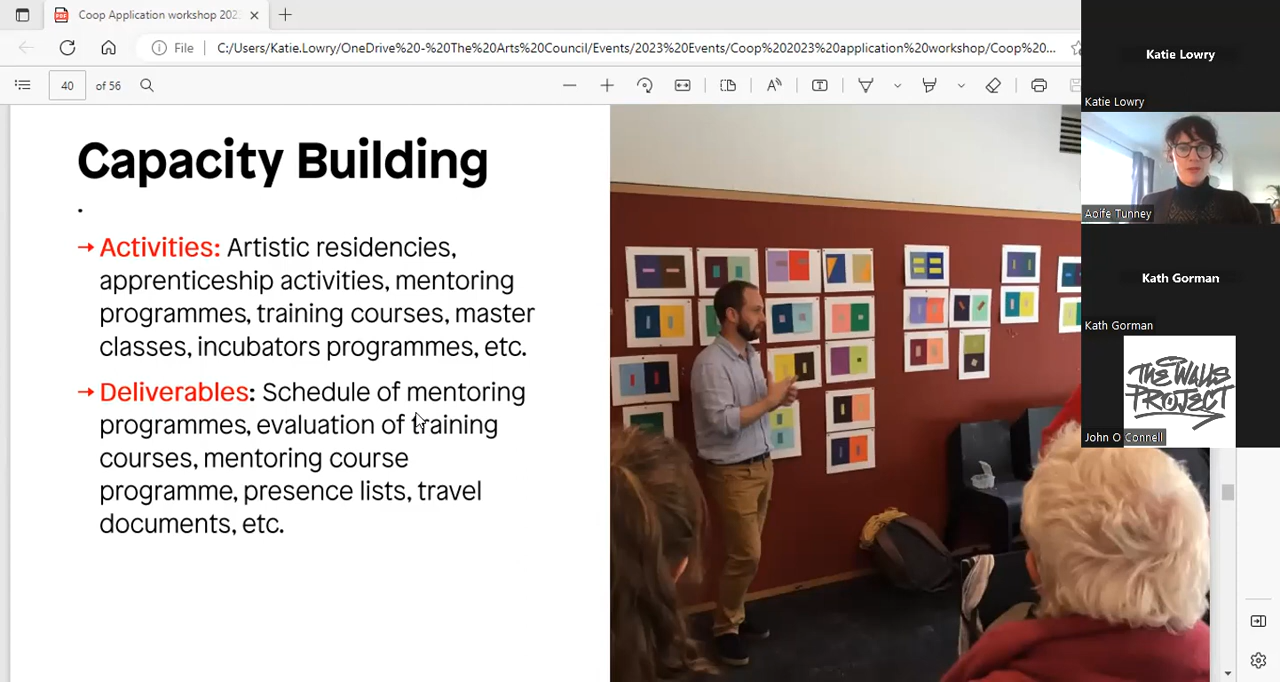 Coop Application workshop 202
File
C:/Users/Katie.Lowry/OneDrive%20-%20The%20Arts%20Council/Events/2023%20Events/Coop%202023%20application%20workshop/Coop%20...
40
of 56
Capacity Building
.
→ Activities: Artistic residencies,
apprenticeship activities, mentoring
programmes, training courses, master
classes, incubators programmes, etc.
→ Deliverables: Schedule of mentoring
programmes, evaluation of training
courses, mentoring course
programme, presence lists, travel
documents, etc.
Katie Lowry
Katie Lowry
Aoife Tunney
Kath Gorman
Kath Gorman
THE WALLS
PROJECT
John O Connell